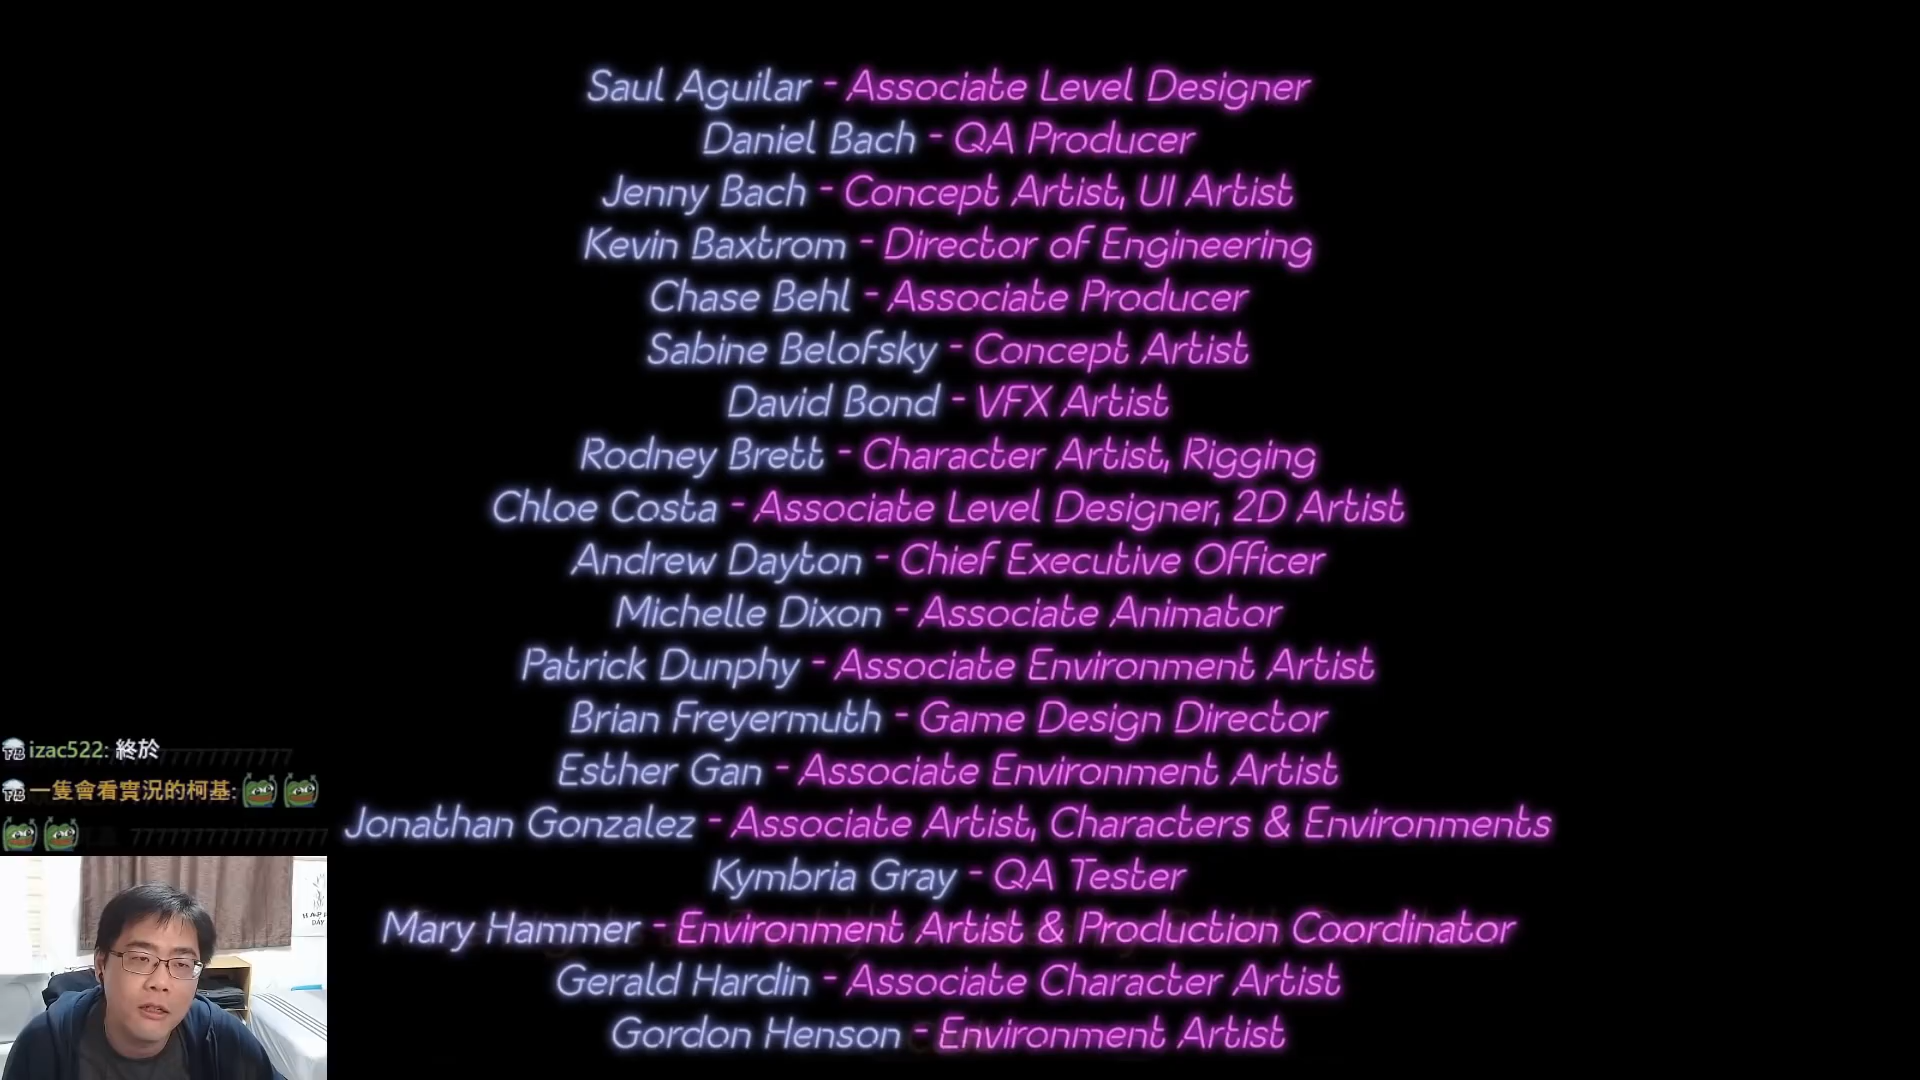 Saul Aguilar - Associate Level Designer
Daniel Bach - QA Producer
Jenny Bach - Concept Artist, UI Artist
Kevin Baxtrom - Director of Engineering
Chase Behl - Associate Producer
Sabine Belofsky - Concept Artist
David Bond - VFX Artist
Rodney Brett - Character Artist, Rigging
Chloe Costa - Associate Level Designer, 2D Artist
Andrew Dayton - Chief Executive Officer
Michelle Dixon - Associate Animator
Patrick Dunphy - Associate Environment Artist
Brian Freyermuth - Game Design Director
Esther Gan - Associate Environment Artist
Jonathan Gonzalez - Associate Artist, Characters & Environments
Kymbria Gray - QA Tester
Mary Hammer - Environment Artist & Production Coordinator
Gerald Hardin - Associate Character Artist
Gordon Henson - Environment Artist
izac522: 終於
一隻會看實況的柯基:
DAY